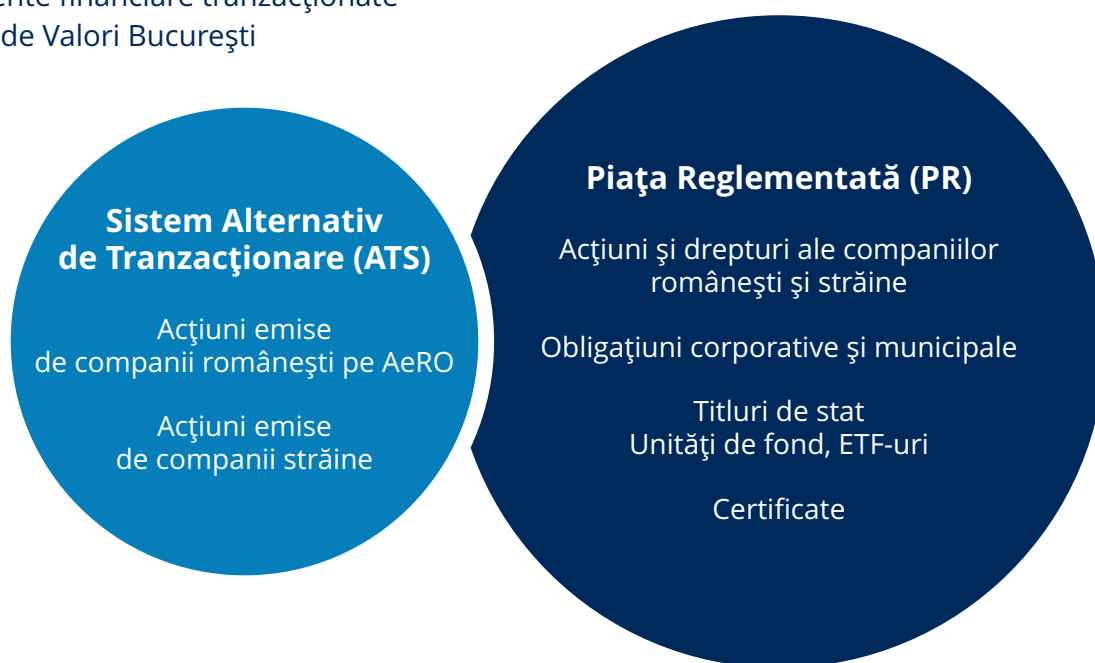 financiare tranzacţionate
de Valori Bucureşti
Sistem Alternativ
de Tranzacţionare (ATS)
Acţiuni emise
de companii româneşti pe AeRO
Acţiuni emise
de companii străine
Piaţa Reglementată (PR)
Acţiuni şi drepturi ale companiilor
româneşti şi străine
Obligaţiuni corporative şi municipale
Titluri de stat
Unităţi de fond, ETF-uri
Certificate